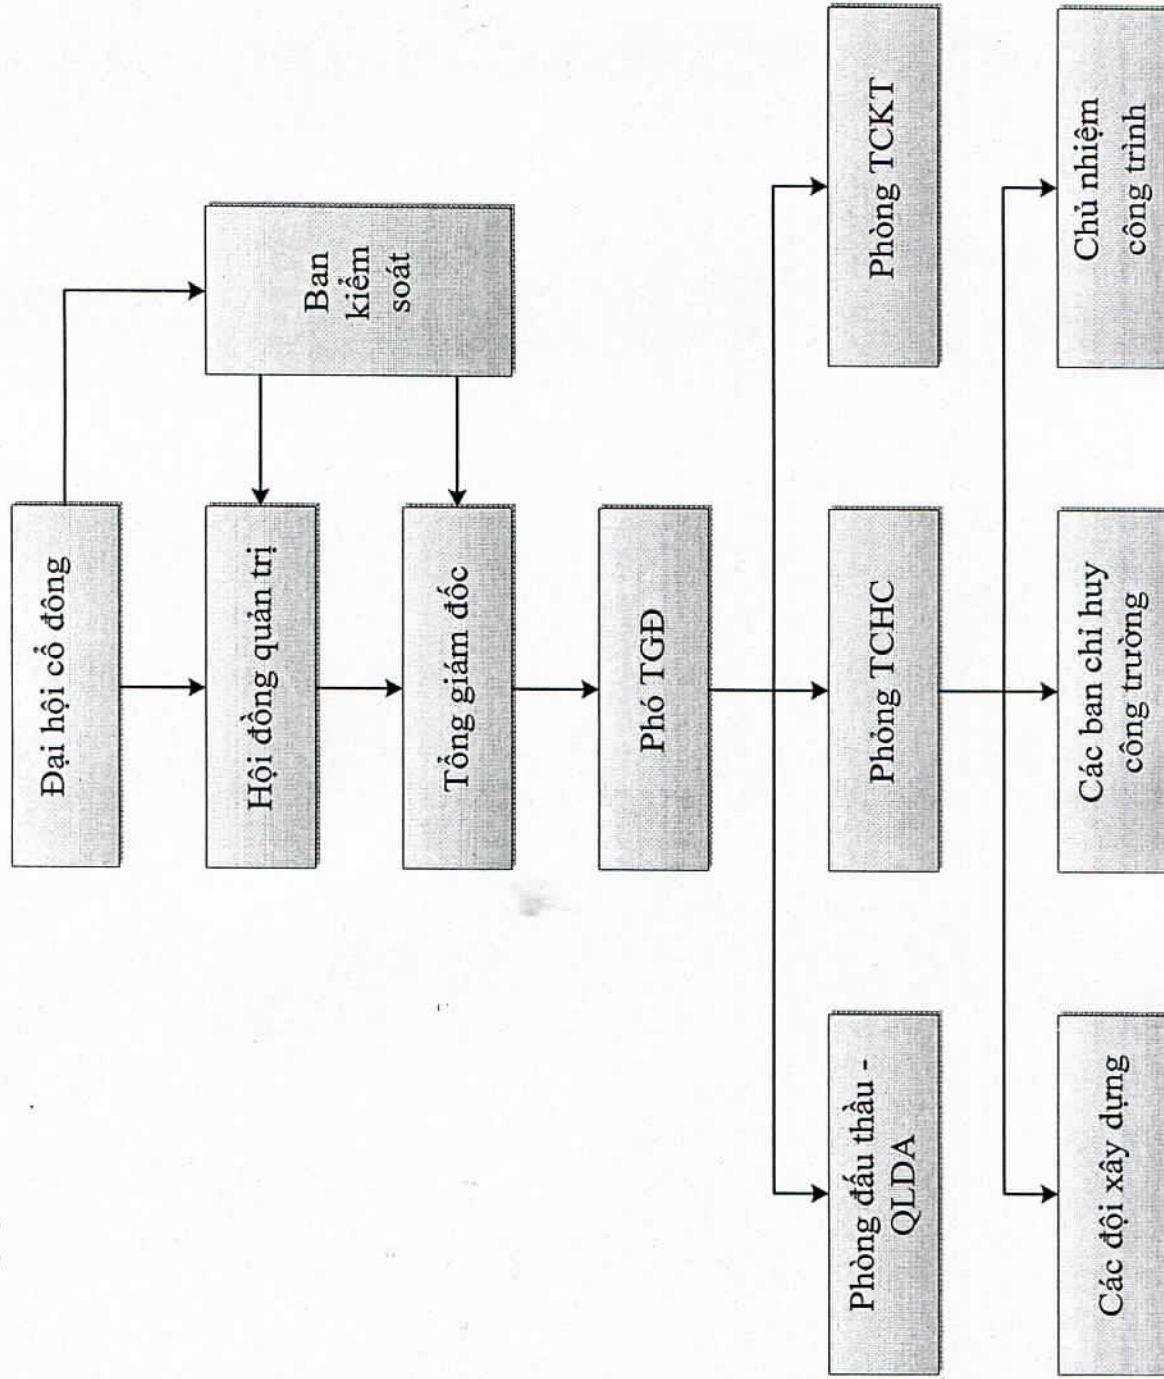 Đại hội cổ đông
Ban
kiểm
soát
Hội đồng quản trị
Tổng giám đốc
Phó TGĐ
Phòng đấu thầu -
QLDA
Phỏng TCHC
Phòng TCKT
Các đội xây dựng
Các ban chỉ huy
công trường
Chủ nhiệm
công trình